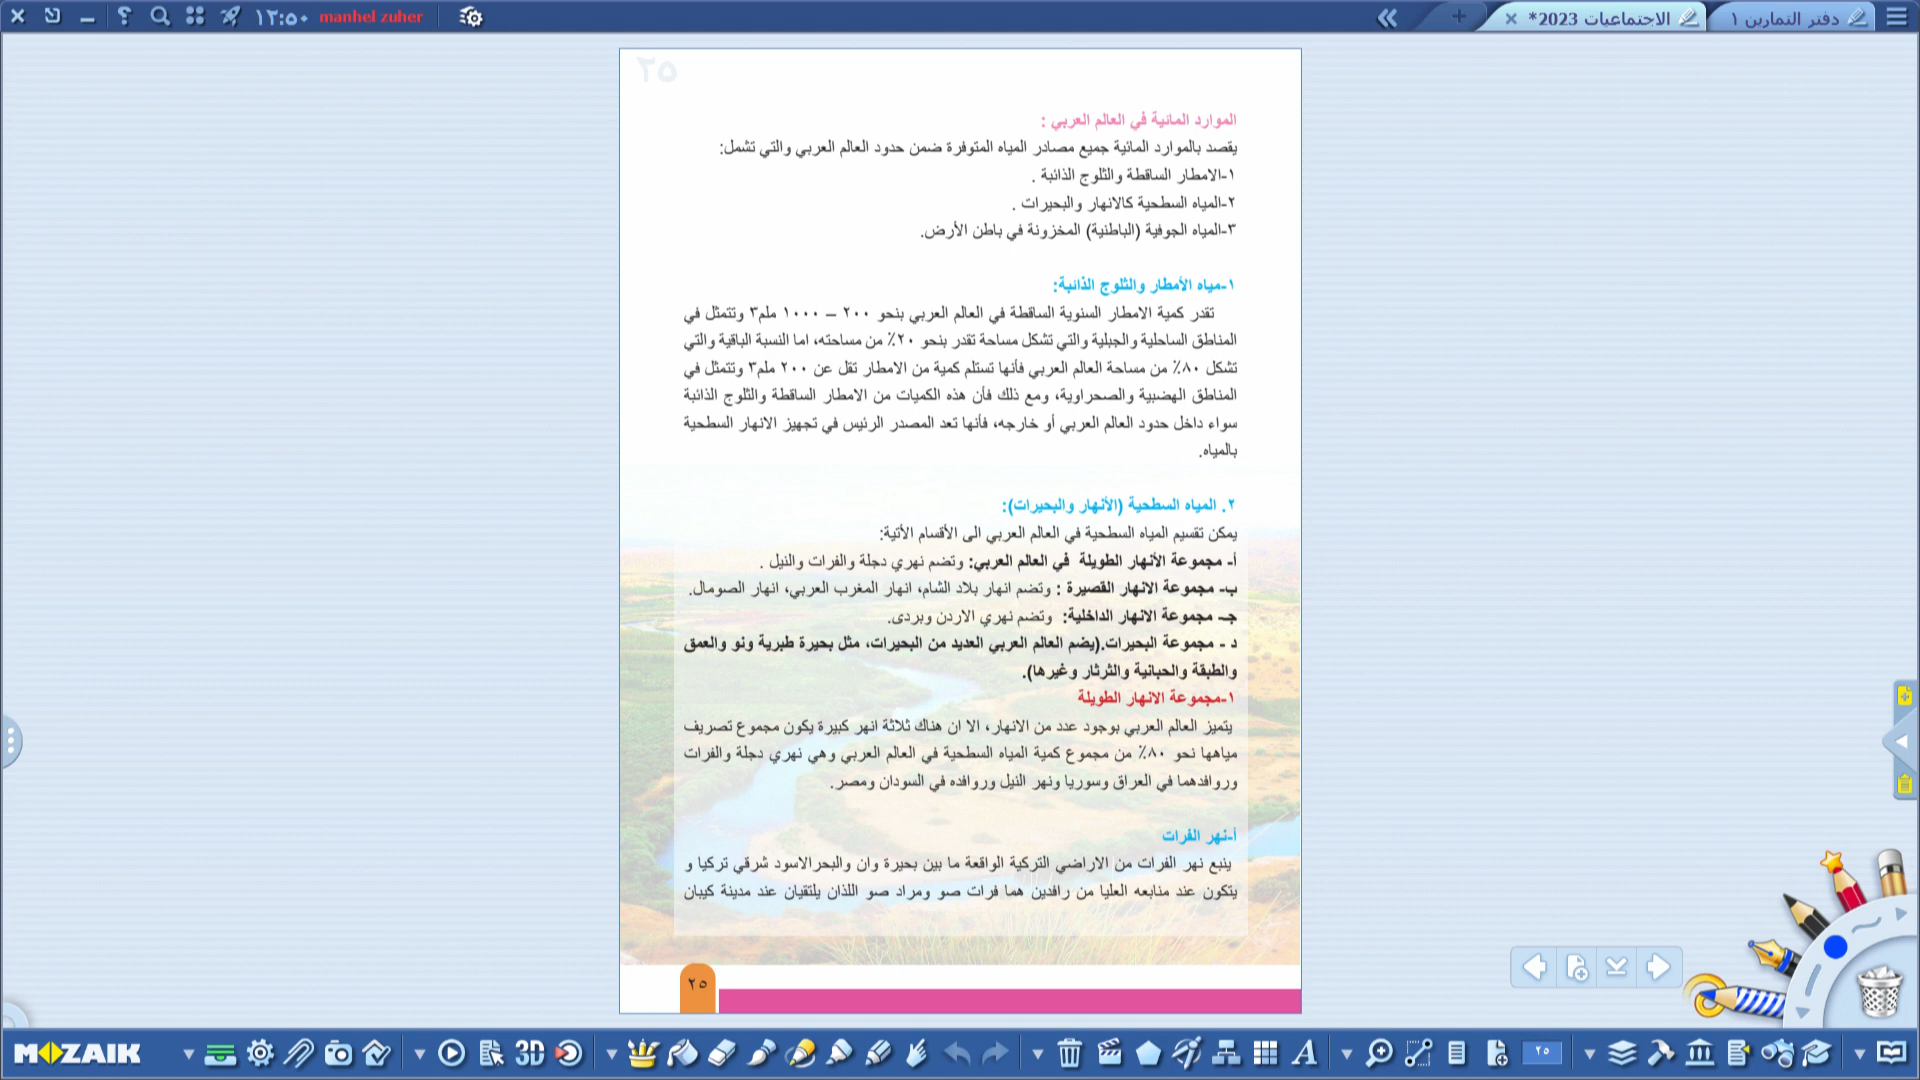 دفتر التمارين ١
الاجتماعيات 2023*
manhel zuher
١٢:٥٠
٢٥
الموارد المائية في العالم العربي :
يقصد بالموارد المائية جميع مصادر المياه المتوفرة ضمن حدود العالم العربي والتي تشمل:
١-الامطار الساقطة والثلوج الذائبة .
٢-المياه السطحية كالانهار والبحيرات .
٣-المياه الجوفية (الباطنية) المخزونة في باطن الأرض.
١-مياه الأمطار والثلوج الذائبة:
تقدر كمية الامطار السنوية الساقطة في العالم العربي بنحو ٢٠٠ – ١٠٠٠ ملم٣ وتتمثل في
المناطق الساحلية والجبلية والتي تشكل مساحة تقدر بنحو ٢٠٪ من مساحته، اما النسبة الباقية والتي
تشكل ٨٠٪ من مساحة العالم العربي فأنها تستلم كمية من الامطار تقل عن ٢٠٠ ملم٣ وتتمثل في
المناطق الهضبية والصحراوية، ومع ذلك فأن هذه الكميات من الامطار الساقطة والثلوج الذائبة
سواء داخل حدود العالم العربي أو خارجه، فأنها تعد المصدر الرئيس في تجهيز الانهار السطحية
بالمياه.
٢. المياه السطحية (الأنهار والبحيرات):
يمكن تقسيم المياه السطحية في العالم العربي الى الأقسام الأتية:
أ- مجموعة الأنهار الطويلة في العالم العربي: وتضم نهري دجلة والفرات والنيل .
ب- مجموعة الانهار القصيرة : وتضم انهار بلاد الشام، انهار المغرب العربي، انهار الصومال.
جـ- مجموعة الانهار الداخلية: وتضم نهري الاردن وبردى.
د - مجموعة البحيرات.(يضم العالم العربي العديد من البحيرات، مثل بحيرة طبرية ونو والعمق
والطبقة والحبانية والثرثار وغيرها).
١-مجموعة الانهار الطويلة
يتميز العالم العربي بوجود عدد من الانهار، الا ان هناك ثلاثة انهر كبيرة يكون مجموع تصريف
مياهها نحو ٨٠٪ من مجموع كمية المياه السطحية في العالم العربي وهي نهري دجلة والفرات
وروافدهما في العراق وسوريا ونهر النيل وروافده في السودان ومصر.
أ-نهر الفرات
ينبع نهر الفرات من الاراضي التركية الواقعة ما بين بحيرة وان والبحرالاسود شرقي تركيا و
يتكون عند منابعه العليا من رافدين هما فرات صو ومراد صو اللذان يلتقيان عند مدينة كيبان
٢٥
MOZAIK
3D
A
٢٥